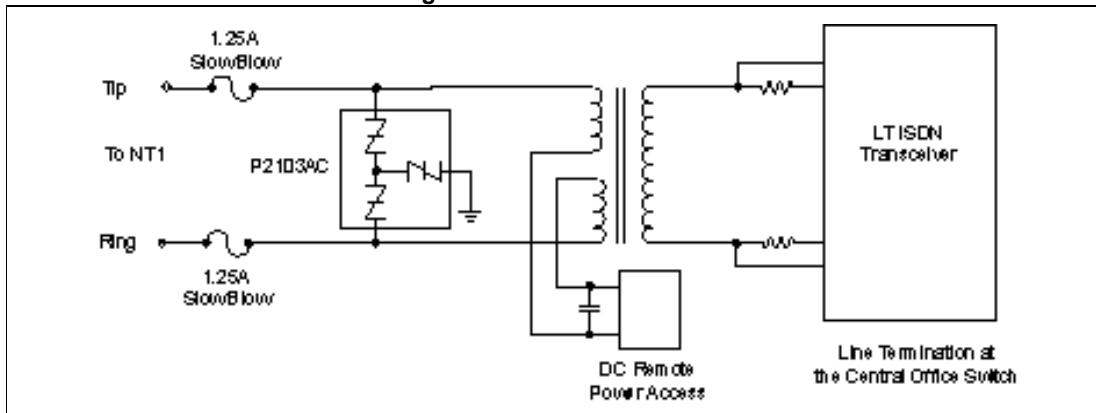 1.25A
SlowBlow
Tip
To NT1
P2103AC
Ring
1.25A
SlowBlow
DC Remote
Power Access
LT ISDN
Transceiver
Line Termination at
the Central Office Switch